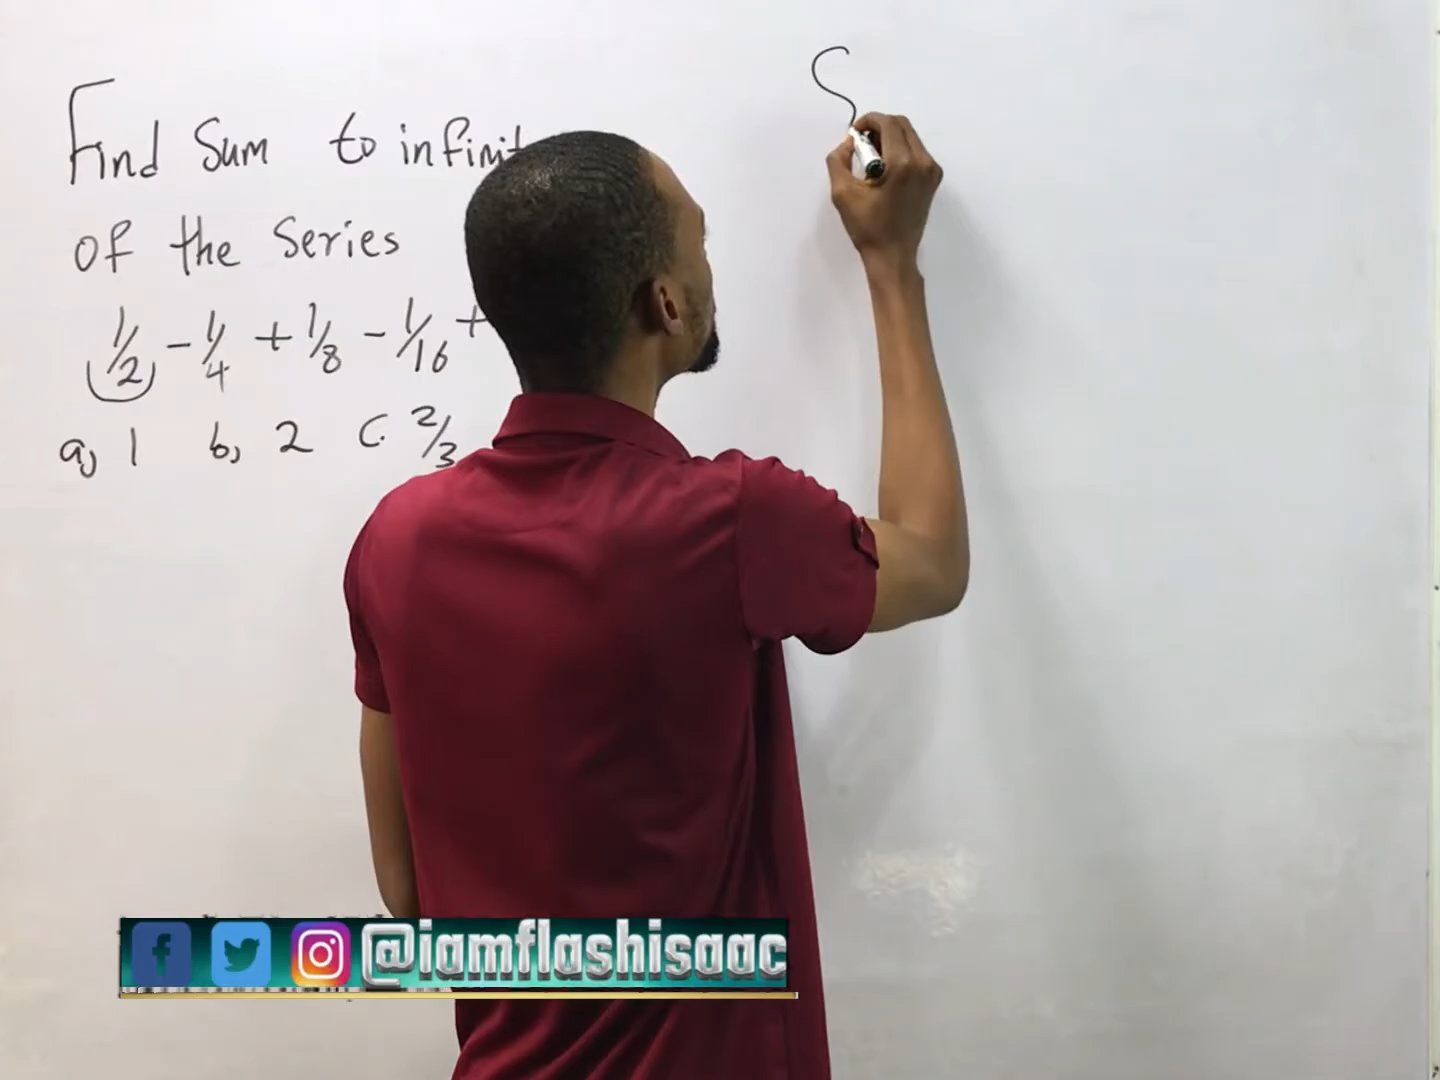 Find Sum to infinit
of the Series
1/2 - 1/4 + 1/8 - 1/16 +
a, 1 b, 2 c. 2/3
S
@iamflashisaac